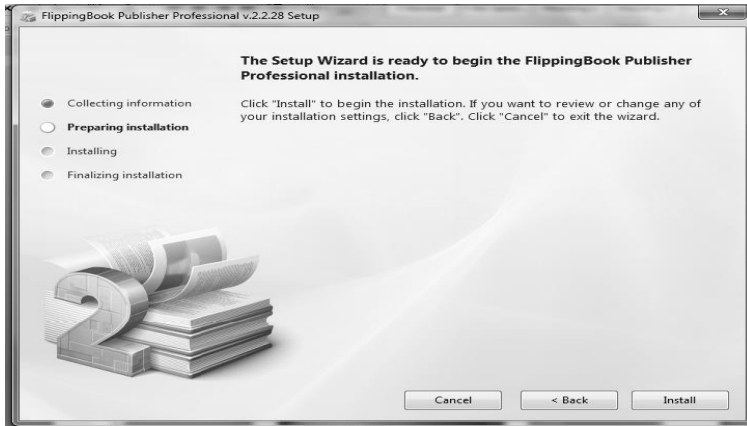 FlippingBook Publisher Professional v.2.2.28 Setup
The Setup Wizard is ready to begin the FlippingBook Publisher
Professional installation.
Collecting information
Click "Install" to begin the installation. If you want to review or change any of
your installation settings, click "Back". Click "Cancel" to exit the wizard.
Preparing installation
Installing
Finalizing installation
2
Cancel
< Back
Install